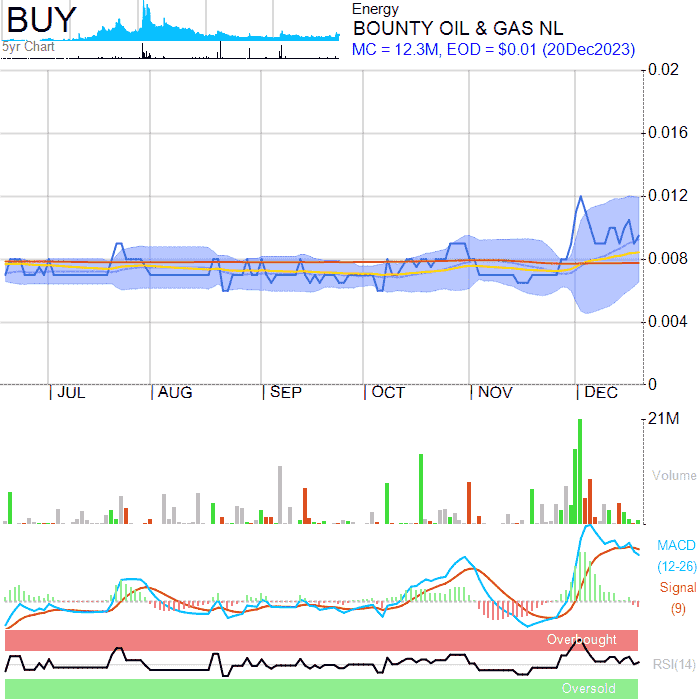 BUY
5yr Chart
Energy
BOUNTY OIL & GAS NL
MC = 12.3M, EOD = $0.01 (20Dec2023)
0.02
0.016
0.012
0.008
0.004
0
JUL AUG SEP OCT NOV DEC
21M
Volume
MACD
(12-26)
Signal
(9)
Overbought
RSI(14)
Oversold